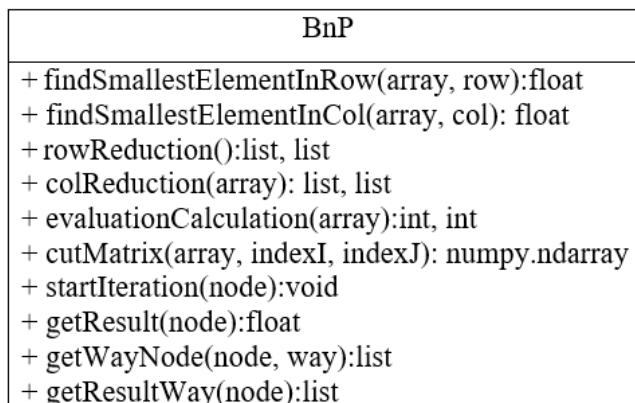 BnP
+ findSmallestElementInRow(array, row):float
+ findSmallestElementInCol(array, col): float
+ rowReduction():list, list
+ colReduction(array): list, list
+ evaluationCalculation(array):int, int
+ cutMatrix(array, indexI, indexJ): numpy.ndarray
+ startIteration(node):void
+ getResult(node):float
+ getWayNode(node, way):list
+ getResultWay(node):list